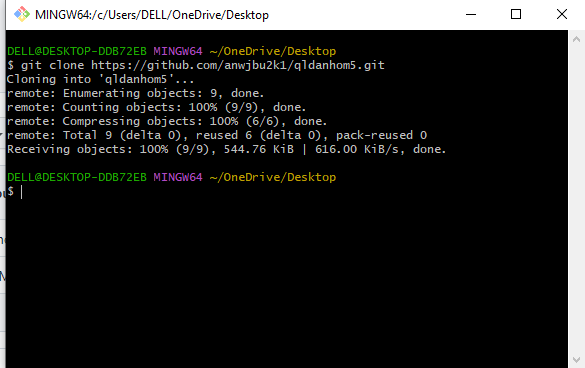 MINGW64:/c/Users/DELL/OneDrive/Desktop
DELL@DESKTOP-DDB72EB MINGW64 ~/OneDrive/Desktop
$ git clone https://github.com/anwjbu2k1/qldanhom5.git
Cloning into 'qldanhom5'...
remote: Enumerating objects: 9, done.
remote: Counting objects: 100% (9/9), done.
remote: Compressing objects: 100% (6/6), done.
remote: Total 9 (delta 0), reused 6 (delta 0), pack-reused 0
Receiving objects: 100% (9/9), 544.76 KiB | 616.00 KiB/s, done.
DELL@DESKTOP-DDB72EB MINGW64 ~/OneDrive/Desktop
$